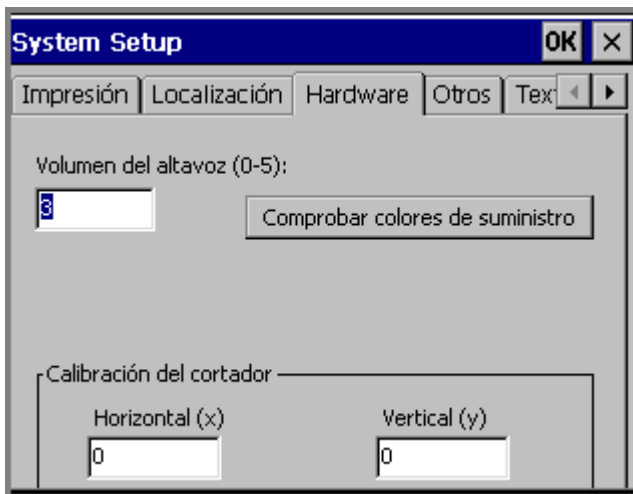 System Setup OK ×
Impresión Localización Hardware Otros Tex
Volumen del altavoz (0-5):
3
Comprobar colores de suministro
Calibración del cortador
Horizontal (x) Vertical (y)
0 0